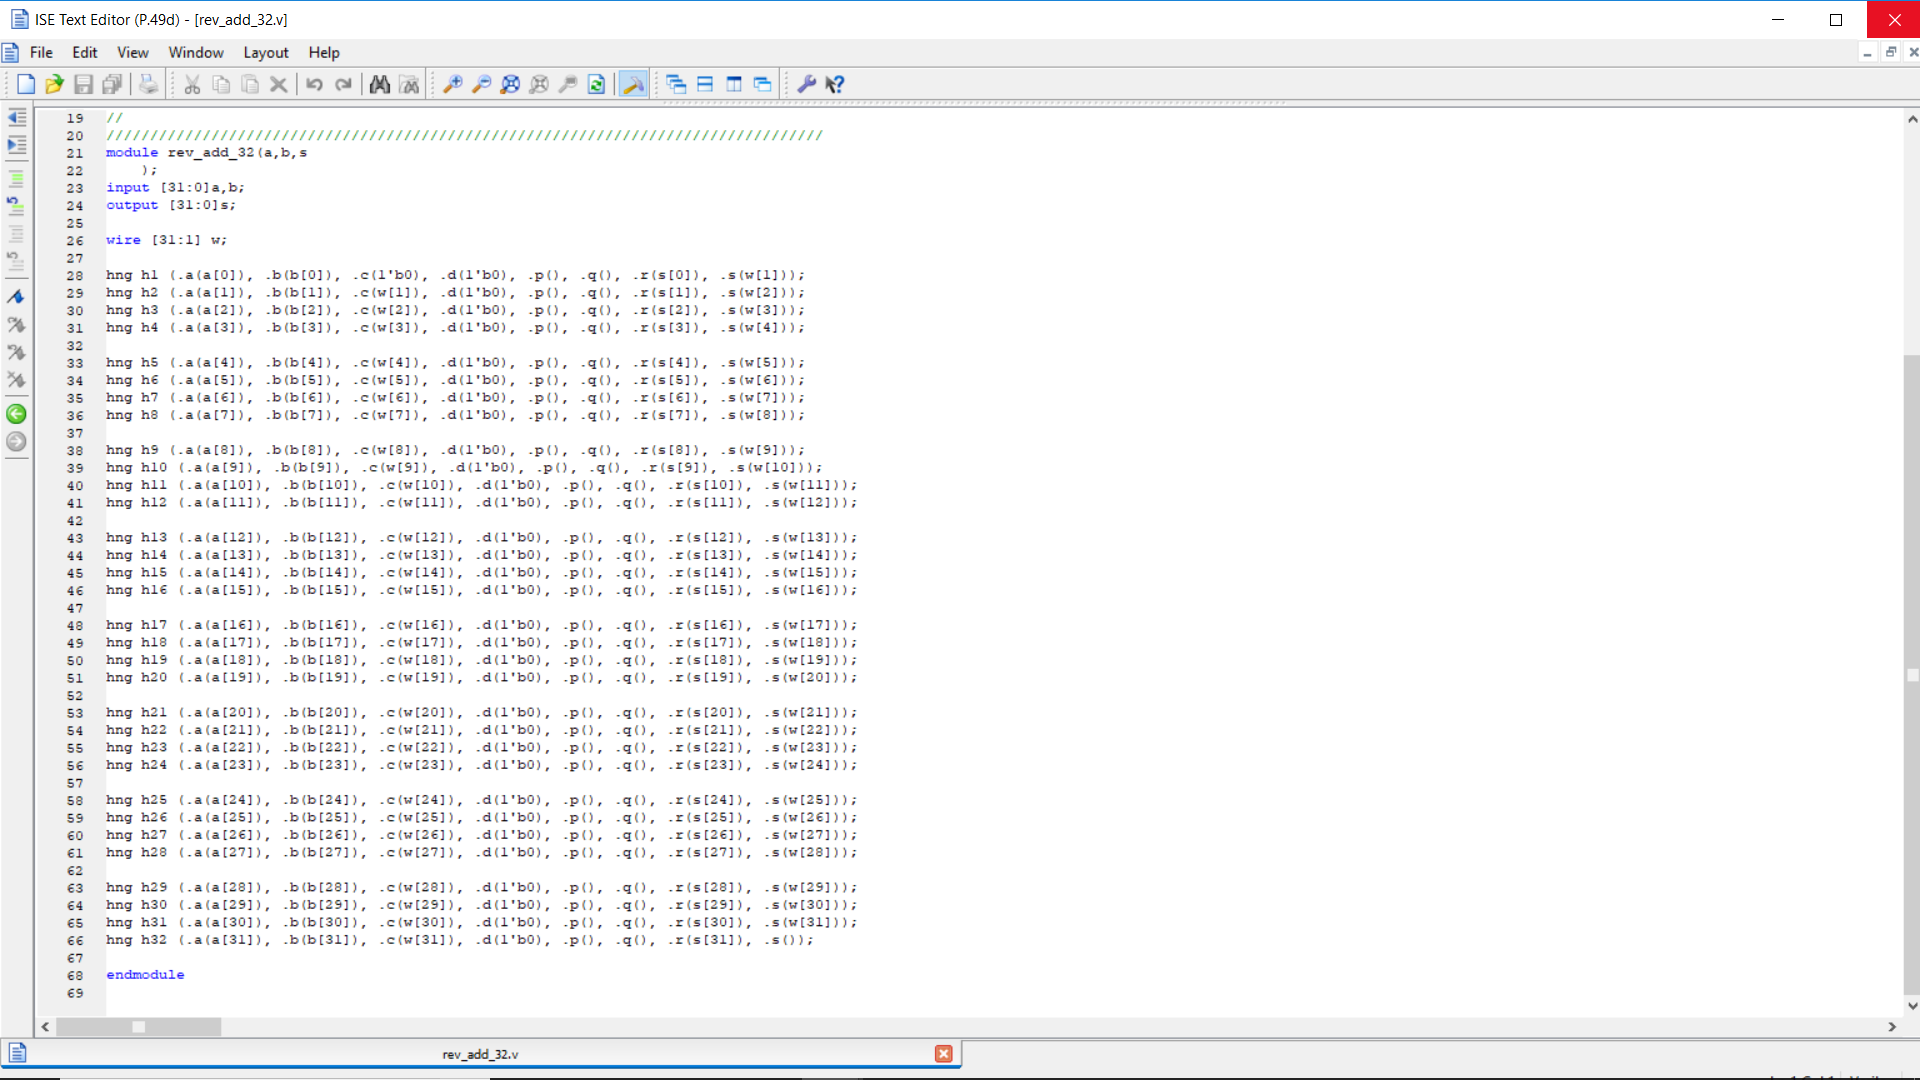 ISE Text Editor (P.49d) - [rev_add_32.v]
File Edit View Window Layout Help
19 //
20 //////////////////////////////////////////////////////////////////////////////////
21 module rev_add_32(a,b,s
22 );
23 input [31:0]a,b;
24 output [31:0]s;
25
26 wire [31:1] w;
27
28 hng h1 (.a(a[0]), .b(b[0]), .c(1'b0), .d(1'b0), .p(), .q(), .r(s[0]), .s(w[1]));
29 hng h2 (.a(a[1]), .b(b[1]), .c(w[1]), .d(1'b0), .p(), .q(), .r(s[1]), .s(w[2]));
30 hng h3 (.a(a[2]), .b(b[2]), .c(w[2]), .d(1'b0), .p(), .q(), .r(s[2]), .s(w[3]));
31 hng h4 (.a(a[3]), .b(b[3]), .c(w[3]), .d(1'b0), .p(), .q(), .r(s[3]), .s(w[4]));
32
33 hng h5 (.a(a[4]), .b(b[4]), .c(w[4]), .d(1'b0), .p(), .q(), .r(s[4]), .s(w[5]));
34 hng h6 (.a(a[5]), .b(b[5]), .c(w[5]), .d(1'b0), .p(), .q(), .r(s[5]), .s(w[6]));
35 hng h7 (.a(a[6]), .b(b[6]), .c(w[6]), .d(1'b0), .p(), .q(), .r(s[6]), .s(w[7]));
36 hng h8 (.a(a[7]), .b(b[7]), .c(w[7]), .d(1'b0), .p(), .q(), .r(s[7]), .s(w[8]));
37
38 hng h9 (.a(a[8]), .b(b[8]), .c(w[8]), .d(1'b0), .p(), .q(), .r(s[8]), .s(w[9]));
39 hng h10 (.a(a[9]), .b(b[9]), .c(w[9]), .d(1'b0), .p(), .q(), .r(s[9]), .s(w[10]));
40 hng h11 (.a(a[10]), .b(b[10]), .c(w[10]), .d(1'b0), .p(), .q(), .r(s[10]), .s(w[11]));
41 hng h12 (.a(a[11]), .b(b[11]), .c(w[11]), .d(1'b0), .p(), .q(), .r(s[11]), .s(w[12]));
42
43 hng h13 (.a(a[12]), .b(b[12]), .c(w[12]), .d(1'b0), .p(), .q(), .r(s[12]), .s(w[13]));
44 hng h14 (.a(a[13]), .b(b[13]), .c(w[13]), .d(1'b0), .p(), .q(), .r(s[13]), .s(w[14]));
45 hng h15 (.a(a[14]), .b(b[14]), .c(w[14]), .d(1'b0), .p(), .q(), .r(s[14]), .s(w[15]));
46 hng h16 (.a(a[15]), .b(b[15]), .c(w[15]), .d(1'b0), .p(), .q(), .r(s[15]), .s(w[16]));
47
48 hng h17 (.a(a[16]), .b(b[16]), .c(w[16]), .d(1'b0), .p(), .q(), .r(s[16]), .s(w[17]));
49 hng h18 (.a(a[17]), .b(b[17]), .c(w[17]), .d(1'b0), .p(), .q(), .r(s[17]), .s(w[18]));
50 hng h19 (.a(a[18]), .b(b[18]), .c(w[18]), .d(1'b0), .p(), .q(), .r(s[18]), .s(w[19]));
51 hng h20 (.a(a[19]), .b(b[19]), .c(w[19]), .d(1'b0), .p(), .q(), .r(s[19]), .s(w[20]));
52
53 hng h21 (.a(a[20]), .b(b[20]), .c(w[20]), .d(1'b0), .p(), .q(), .r(s[20]), .s(w[21]));
54 hng h22 (.a(a[21]), .b(b[21]), .c(w[21]), .d(1'b0), .p(), .q(), .r(s[21]), .s(w[22]));
55 hng h23 (.a(a[22]), .b(b[22]), .c(w[22]), .d(1'b0), .p(), .q(), .r(s[22]), .s(w[23]));
56 hng h24 (.a(a[23]), .b(b[23]), .c(w[23]), .d(1'b0), .p(), .q(), .r(s[23]), .s(w[24]));
57
58 hng h25 (.a(a[24]), .b(b[24]), .c(w[24]), .d(1'b0), .p(), .q(), .r(s[24]), .s(w[25]));
59 hng h26 (.a(a[25]), .b(b[25]), .c(w[25]), .d(1'b0), .p(), .q(), .r(s[25]), .s(w[26]));
60 hng h27 (.a(a[26]), .b(b[26]), .c(w[26]), .d(1'b0), .p(), .q(), .r(s[26]), .s(w[27]));
61 hng h28 (.a(a[27]), .b(b[27]), .c(w[27]), .d(1'b0), .p(), .q(), .r(s[27]), .s(w[28]));
62
63 hng h29 (.a(a[28]), .b(b[28]), .c(w[28]), .d(1'b0), .p(), .q(), .r(s[28]), .s(w[29]));
64 hng h30 (.a(a[29]), .b(b[29]), .c(w[29]), .d(1'b0), .p(), .q(), .r(s[29]), .s(w[30]));
65 hng h31 (.a(a[30]), .b(b[30]), .c(w[30]), .d(1'b0), .p(), .q(), .r(s[30]), .s(w[31]));
66 hng h32 (.a(a[31]), .b(b[31]), .c(w[31]), .d(1'b0), .p(), .q(), .r(s[31]), .s());
67
68 endmodule
69
rev_add_32.v